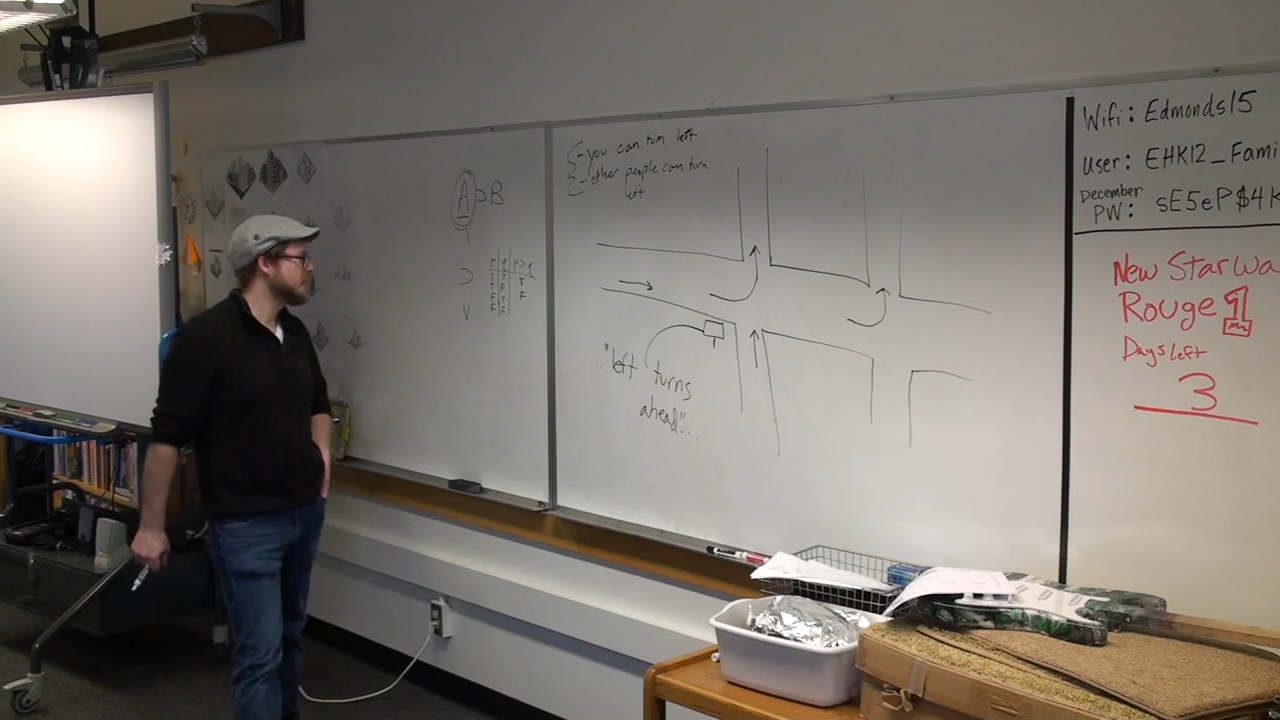 A ⊃ B
p | q | p ⊃ q
T | T | T
T | F | F
F | T
F | F
⊃
V
- you can turn left
- other people can turn
left
..."left turns
ahead"...
Wifi: Edmonds15
User: EHK12_Fami
December
PW: sE5eP$4K
New Star Wa
Rouge 1
Days left
3